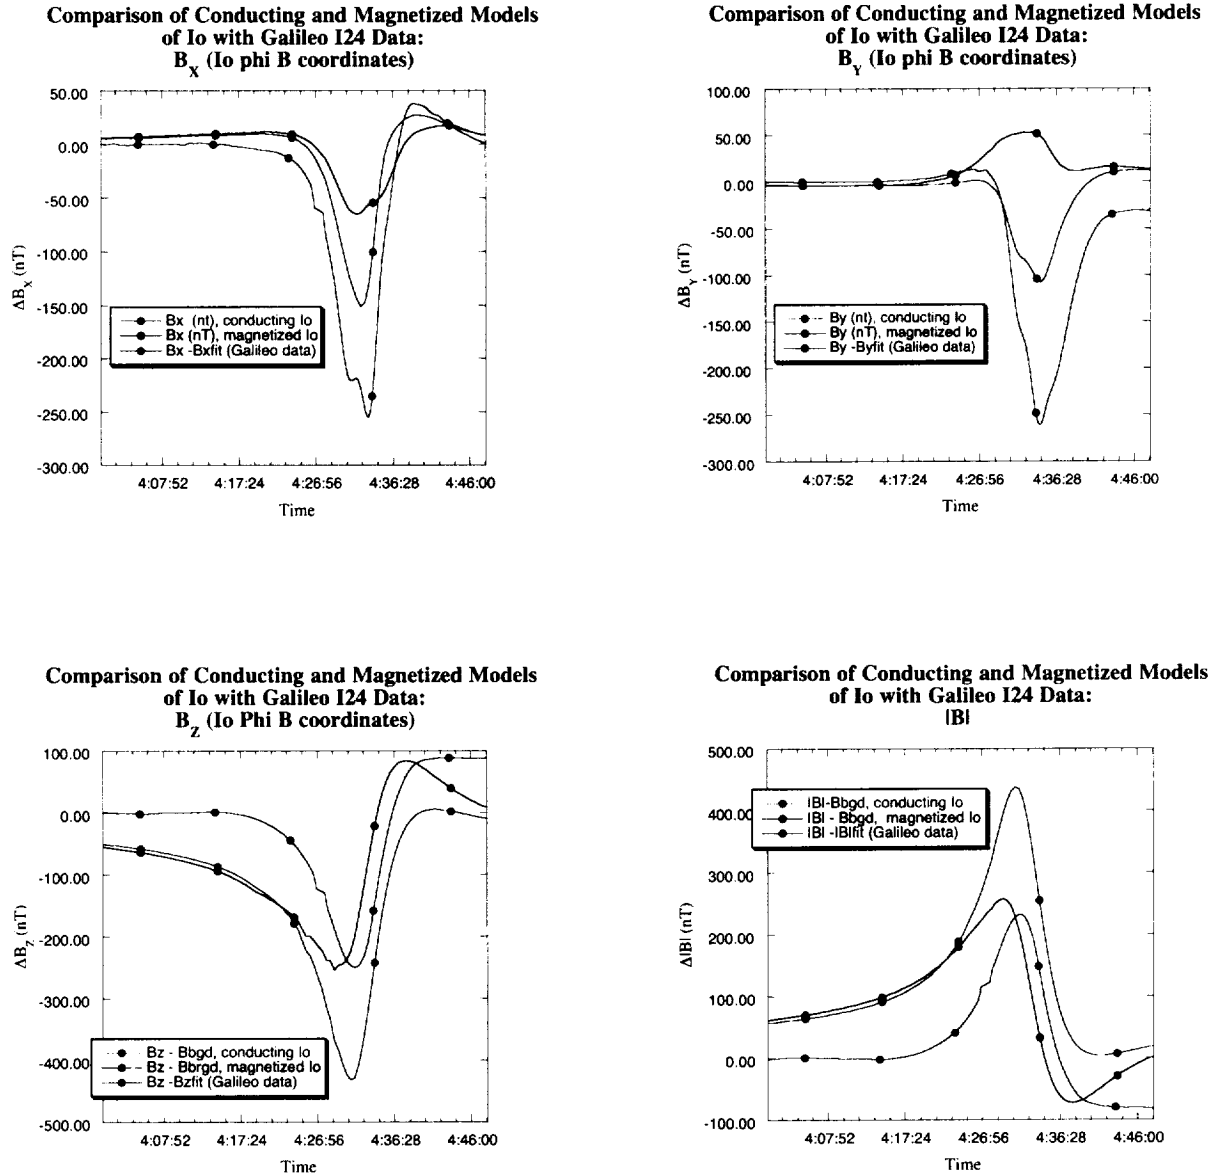 Comparison of Conducting and Magnetized Models
of Io with Galileo I24 Data:
B_X (Io phi B coordinates)
50.00
0.00
-50.00
-100.00
-150.00
-200.00
-250.00
-300.00
ΔB_X (nT)
Bx (nt), conducting Io
Bx (nT), magnetized Io
Bx -Bxfit (Galileo data)
4:07:52 4:17:24 4:26:56 4:36:28 4:46:00
Time
Comparison of Conducting and Magnetized Models
of Io with Galileo I24 Data:
B_Y (Io phi B coordinates)
100.00
50.00
0.00
-50.00
-100.00
-150.00
-200.00
-250.00
-300.00
ΔB_Y (nT)
By (nt), conducting Io
By (nT), magnetized Io
By -Byfit (Galileo data)
4:07:52 4:17:24 4:26:56 4:36:28 4:46:00
Time
Comparison of Conducting and Magnetized Models
of Io with Galileo I24 Data:
B_Z (Io Phi B coordinates)
100.00
0.00
-100.00
-200.00
-300.00
-400.00
-500.00
ΔB_Z (nT)
Bz - Bbgd, conducting Io
Bz - Bbrgd, magnetized Io
Bz -Bzfit (Galileo data)
4:07:52 4:17:24 4:26:56 4:36:28 4:46:00
Time
Comparison of Conducting and Magnetized Models
of Io with Galileo I24 Data:
|B|
500.00
400.00
300.00
200.00
100.00
0.00
-100.00
Δ|B| (nT)
|B|-Bbgd, conducting Io
|B| - Bbgd, magnetized Io
|B| -|B|fit (Galileo data)
4:07:52 4:17:24 4:26:56 4:36:28 4:46:00
Time